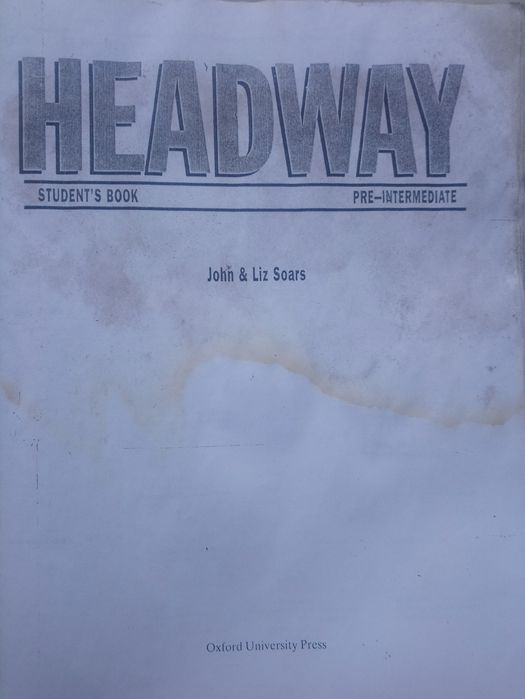 HEADWAY
STUDENT'S BOOK PRE–INTERMEDIATE
John & Liz Soars
Oxford University Press